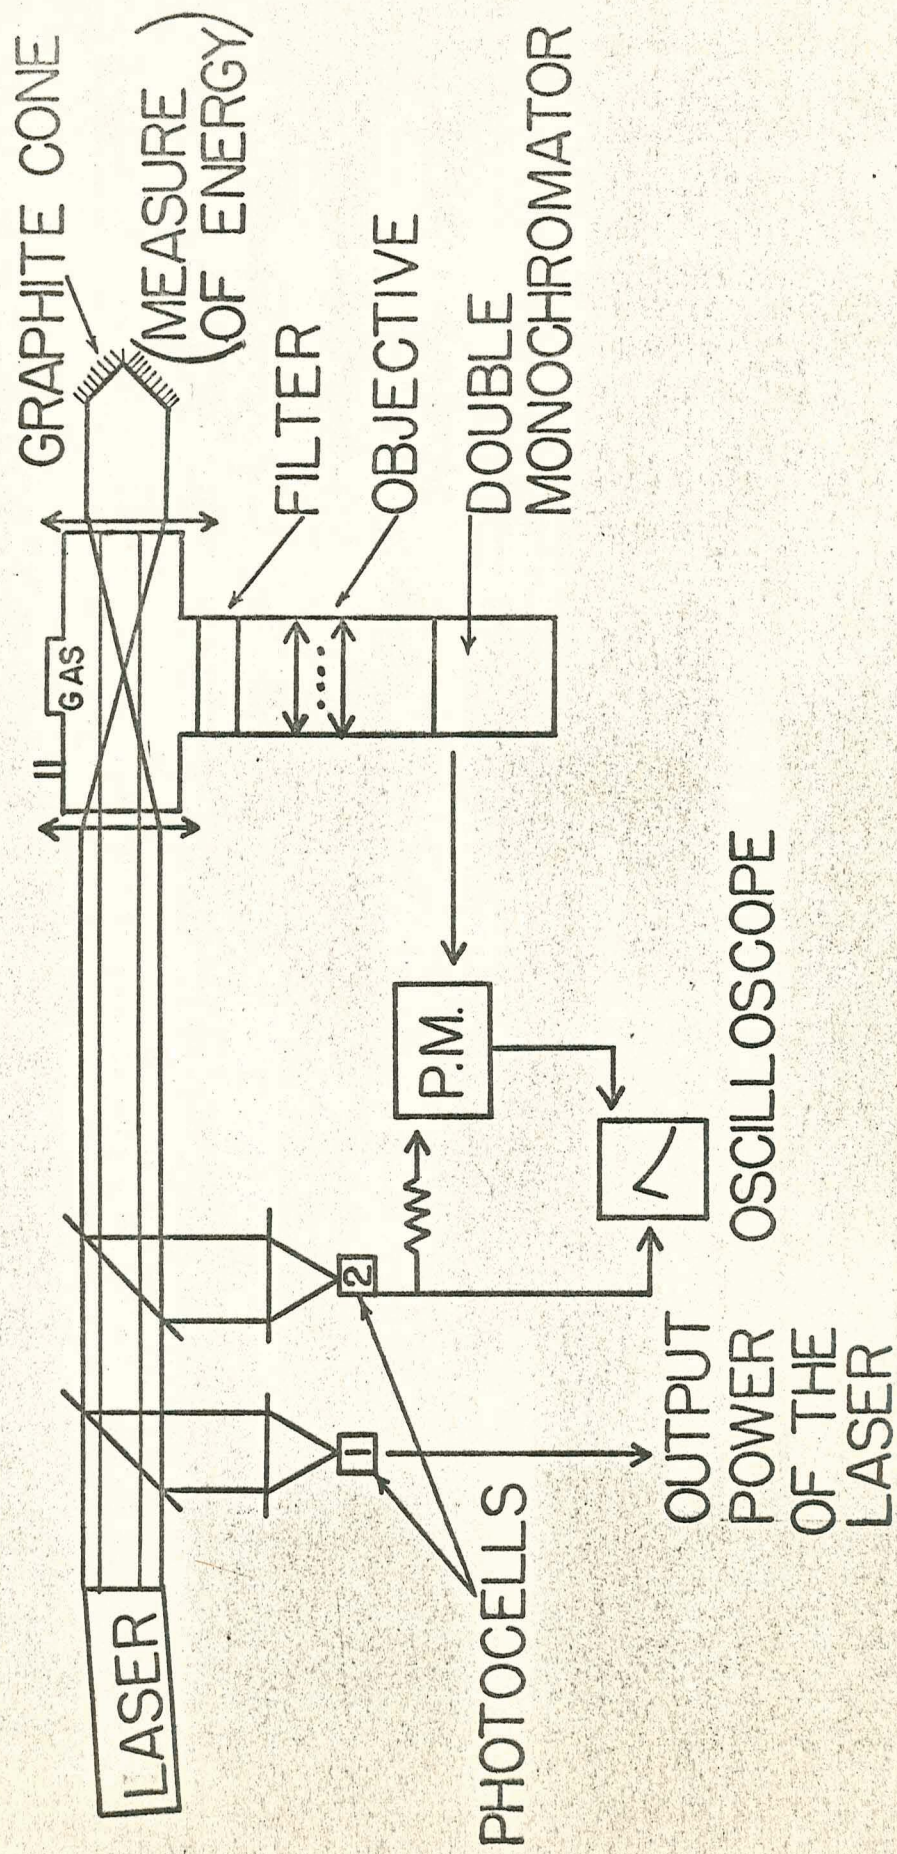 GRAPHITE CONE
(MEASURE
OF ENERGY)
GAS
FILTER
OBJECTIVE
DOUBLE
MONOCHROMATOR
LASER
1
2
PHOTOCELLS
P.M.
OSCILLOSCOPE
OUTPUT
POWER
OF THE
LASER